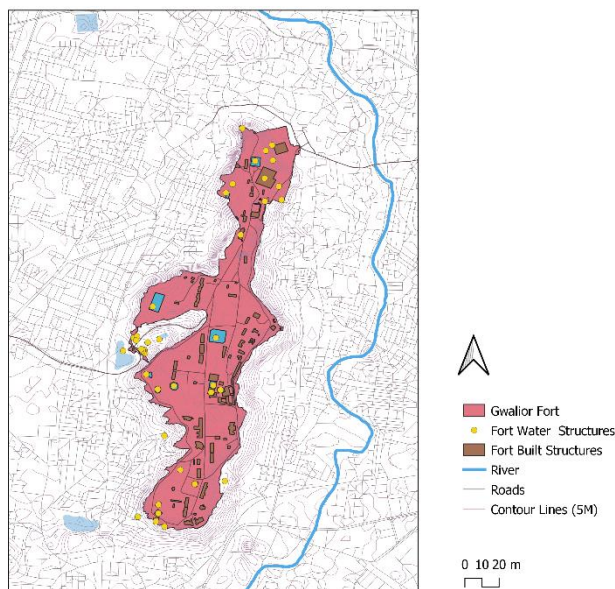 Gwalior Fort
Fort Water Structures
Fort Built Structures
River
Roads
Contour Lines (5M)
0 10 20 m